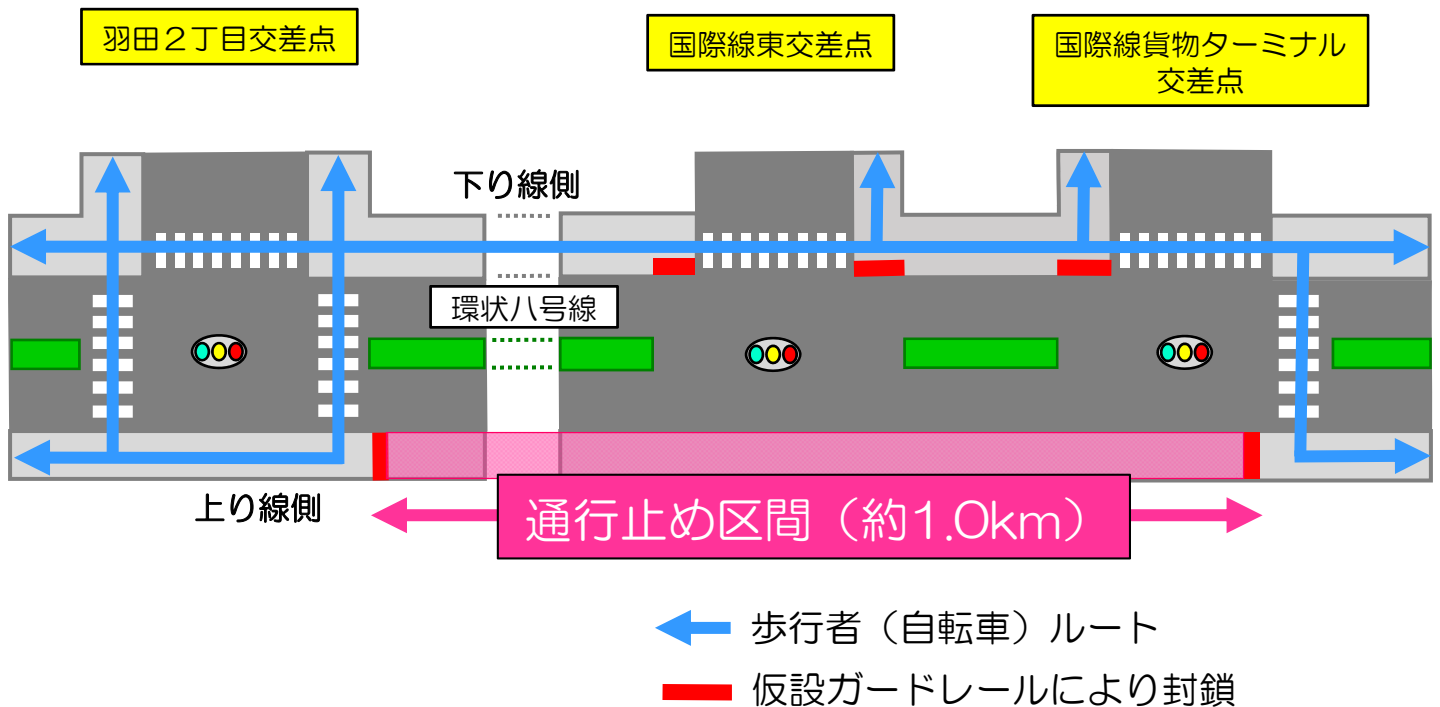 羽田２丁目交差点
国際線東交差点
国際線貨物ターミナル
交差点
下り線側
環状八号線
上り線側
通行止め区間（約1.0km）
歩行者（自転車）ルート
仮設ガードレールにより封鎖